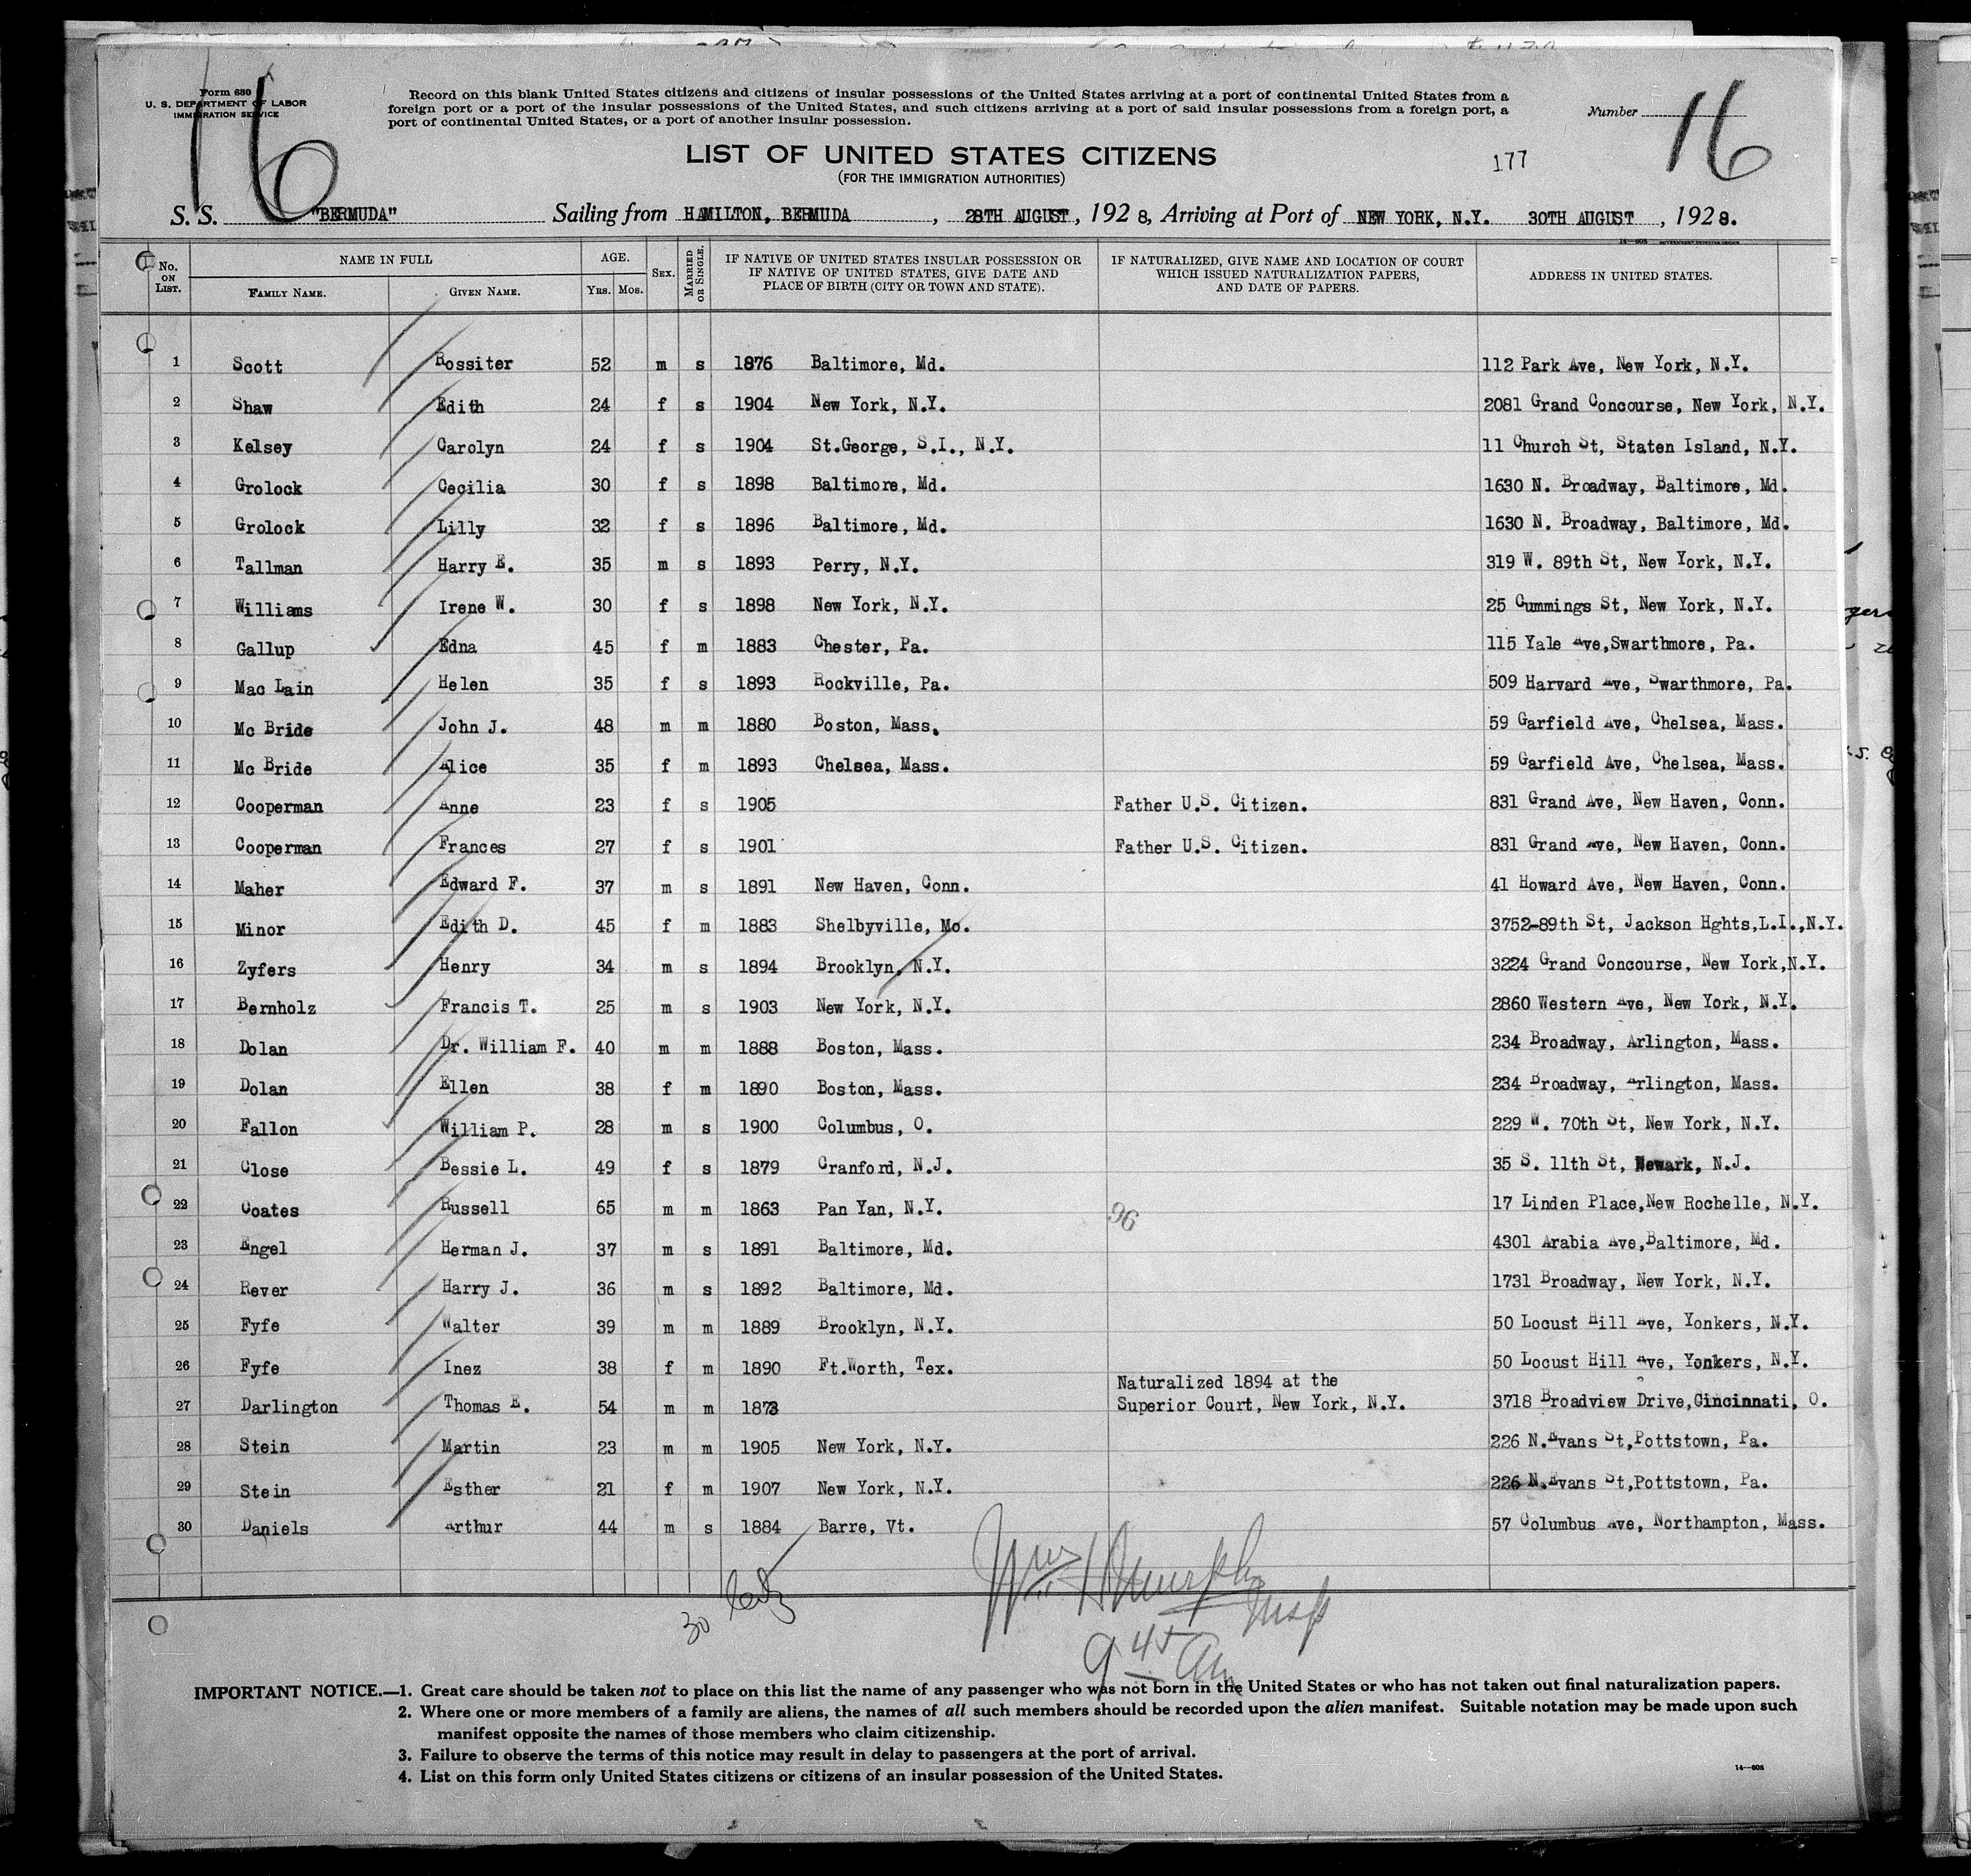 16
Form 680
U. S. DEPARTMENT OF LABOR
IMMIGRATION SERVICE
Record on this blank United States citizens and citizens of insular possessions of the United States arriving at a port of continental United States from a
foreign port or a port of the insular possessions of the United States, and such citizens arriving at a port of said insular possessions from a foreign port, a
port of continental United States, or a port of another insular possession.
Number 16
LIST OF UNITED STATES CITIZENS
177
(FOR THE IMMIGRATION AUTHORITIES)
S. S. "BERMUDA" Sailing from HAMILTON, BERMUDA, 28TH AUGUST, 1928, Arriving at Port of NEW YORK, N.Y. 30TH AUGUST, 1928.
No. ON LIST. NAME IN FULL FAMILY NAME. GIVEN NAME. AGE. YRS. MOS. SEX. MARRIED OR SINGLE. IF NATIVE OF UNITED STATES INSULAR POSSESSION OR IF NATIVE OF UNITED STATES, GIVE DATE AND PLACE OF BIRTH (CITY OR TOWN AND STATE). IF NATURALIZED, GIVE NAME AND LOCATION OF COURT WHICH ISSUED NATURALIZATION PAPERS, AND DATE OF PAPERS. ADDRESS IN UNITED STATES.
1 Scott Rossiter 52 m s 1876 Baltimore, Md. 112 Park Ave, New York, N.Y.
2 Shaw Edith 24 f s 1904 New York, N.Y. 2081 Grand Concourse, New York, N.Y.
3 Kelsey Carolyn 24 f s 1904 St.George, S.I., N.Y. 11 Church St, Staten Island, N.Y.
4 Grolock Cecilia 30 f s 1898 Baltimore, Md. 1630 N. Broadway, Baltimore, Md.
5 Grolock Lilly 32 f s 1896 Baltimore, Md. 1630 N. Broadway, Baltimore, Md.
6 Tallman Harry E. 35 m s 1893 Perry, N.Y. 319 W. 89th St, New York, N.Y.
7 Williams Irene W. 30 f s 1898 New York, N.Y. 25 Cummings St, New York, N.Y.
8 Gallup Edna 45 f m 1883 Chester, Pa. 115 Yale Ave,Swarthmore, Pa.
9 Mac Lain Helen 35 f s 1893 Rockville, Pa. 509 Harvard Ave, Swarthmore, Pa.
10 Mc Bride John J. 48 m m 1880 Boston, Mass. 59 Garfield Ave, Chelsea, Mass.
11 Mc Bride Alice 35 f m 1893 Chelsea, Mass. 59 Garfield Ave, Chelsea, Mass.
12 Cooperman Anne 23 f s 1905 Father U.S. Citizen. 831 Grand Ave, New Haven, Conn.
13 Cooperman Frances 27 f s 1901 Father U.S. Citizen. 831 Grand Ave, New Haven, Conn.
14 Maher Edward F. 37 m s 1891 New Haven, Conn. 41 Howard Ave, New Haven, Conn.
15 Minor Edith D. 45 f m 1883 Shelbyville, Mo. 3752-89th St, Jackson Hghts,L.I.,N.Y.
16 Zyfers Henry 34 m s 1894 Brooklyn, N.Y. 3224 Grand Concourse, New York,N.Y.
17 Bernholz Francis T. 25 m s 1903 New York, N.Y. 2860 Western Ave, New York, N.Y.
18 Dolan Dr. William F. 40 m m 1888 Boston, Mass. 234 Broadway, Arlington, Mass.
19 Dolan Ellen 38 f m 1890 Boston, Mass. 234 Broadway, Arlington, Mass.
20 Fallon William P. 28 m s 1900 Columbus, O. 229 W. 70th St, New York, N.Y.
21 Close Bessie L. 49 f s 1879 Cranford, N.J. 35 S. 11th St, Newark, N.J.
22 Coates Russell 65 m m 1863 Pan Yan, N.Y. 96 17 Linden Place,New Rochelle, N.Y.
23 Engel Herman J. 37 m s 1891 Baltimore, Md. 4301 Arabia Ave,Baltimore, Md.
24 Rever Harry J. 36 m s 1892 Baltimore, Md. 1731 Broadway, New York, N.Y.
25 Fyfe Walter 39 m m 1889 Brooklyn, N.Y. 50 Locust Hill Ave, Yonkers, N.Y.
26 Fyfe Inez 38 f m 1890 Ft.Worth, Tex. 50 Locust Hill Ave, Yonkers, N.Y.
Naturalized 1894 at the
27 Darlington Thomas E. 54 m m 1873 Superior Court, New York, N.Y. 3718 Broadview Drive,Cincinnati, O.
28 Stein Martin 23 m m 1905 New York, N.Y. 226 N.Evans St,Pottstown, Pa.
29 Stein Esther 21 f m 1907 New York, N.Y. 226 N.Evans St,Pottstown, Pa.
30 Daniels Arthur 44 m s 1884 Barre, Vt. 57 Columbus Ave, Northampton, Mass.
30
Wm H Murphy
Insp
9 45 Am
IMPORTANT NOTICE.—1. Great care should be taken not to place on this list the name of any passenger who was not born in the United States or who has not taken out final naturalization papers.
2. Where one or more members of a family are aliens, the names of all such members should be recorded upon the alien manifest. Suitable notation may be made upon such
manifest opposite the names of those members who claim citizenship.
3. Failure to observe the terms of this notice may result in delay to passengers at the port of arrival.
4. List on this form only United States citizens or citizens of an insular possession of the United States.
14—608